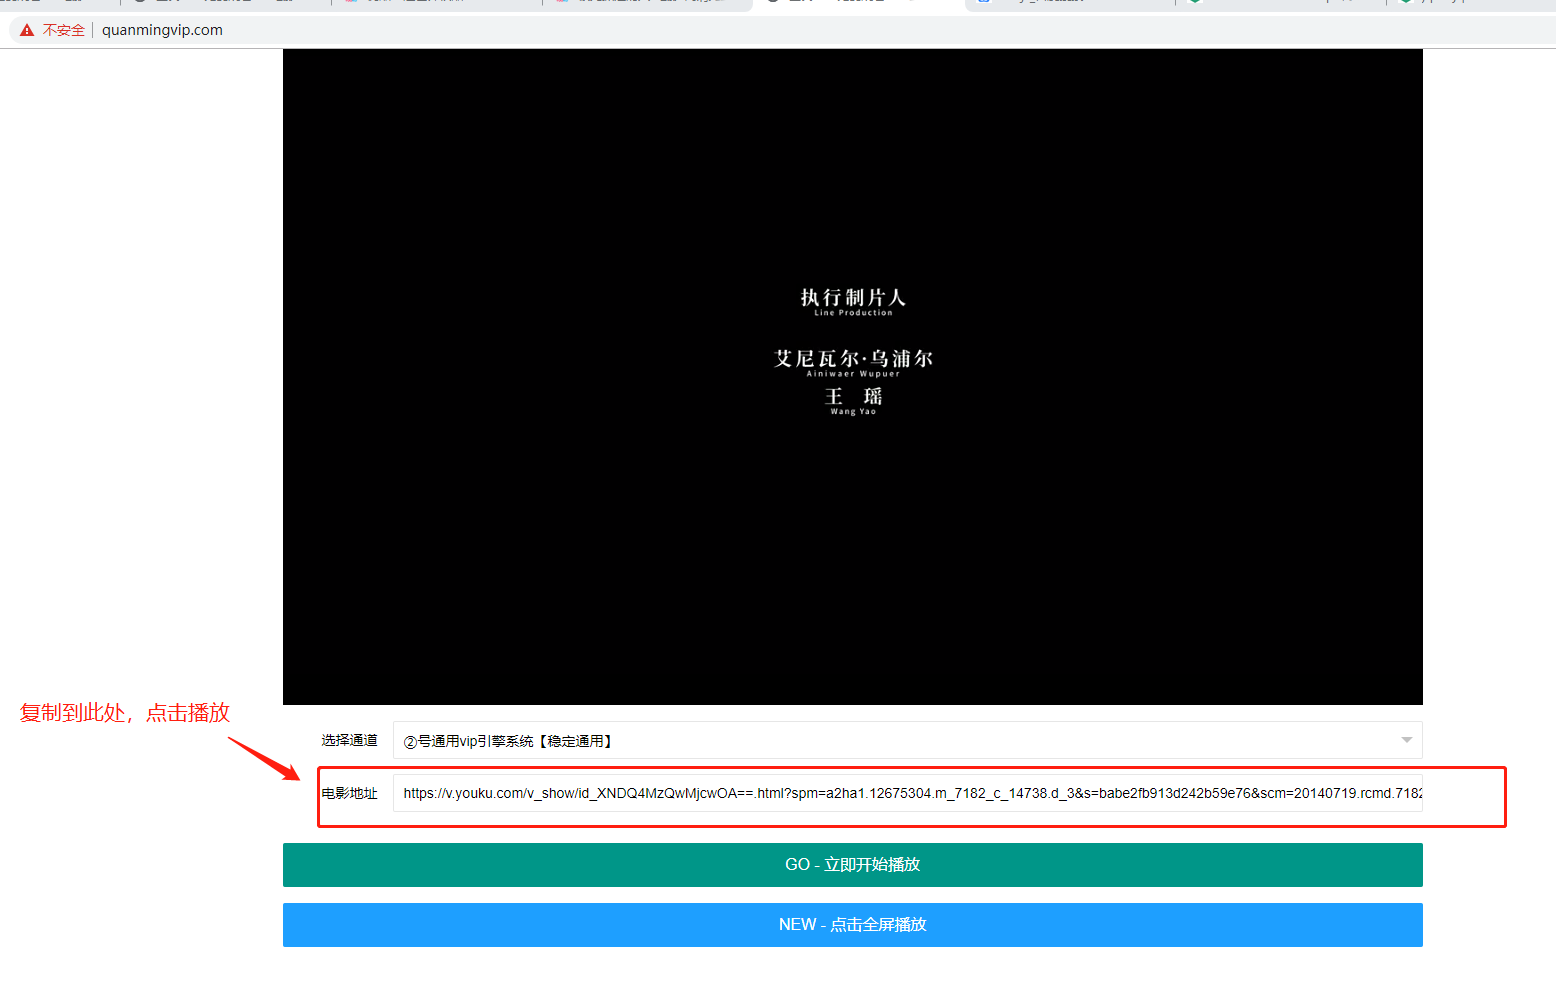 不安全 quanmingvip.com
执行制片人
Line Production
艾尼瓦尔·乌浦尔
Ainiwaer Wupuer
王 瑶
Wang Yao
复制到此处，点击播放
选择通道 ②号通用vip引擎系统【稳定通用】
电影地址 https://v.youku.com/v_show/id_XNDQ4MzQwMjcwOA==.html?spm=a2ha1.12675304.m_7182_c_14738.d_3&s=babe2fb913d242b59e76&scm=20140719.rcmd.7182
GO - 立即开始播放
NEW - 点击全屏播放